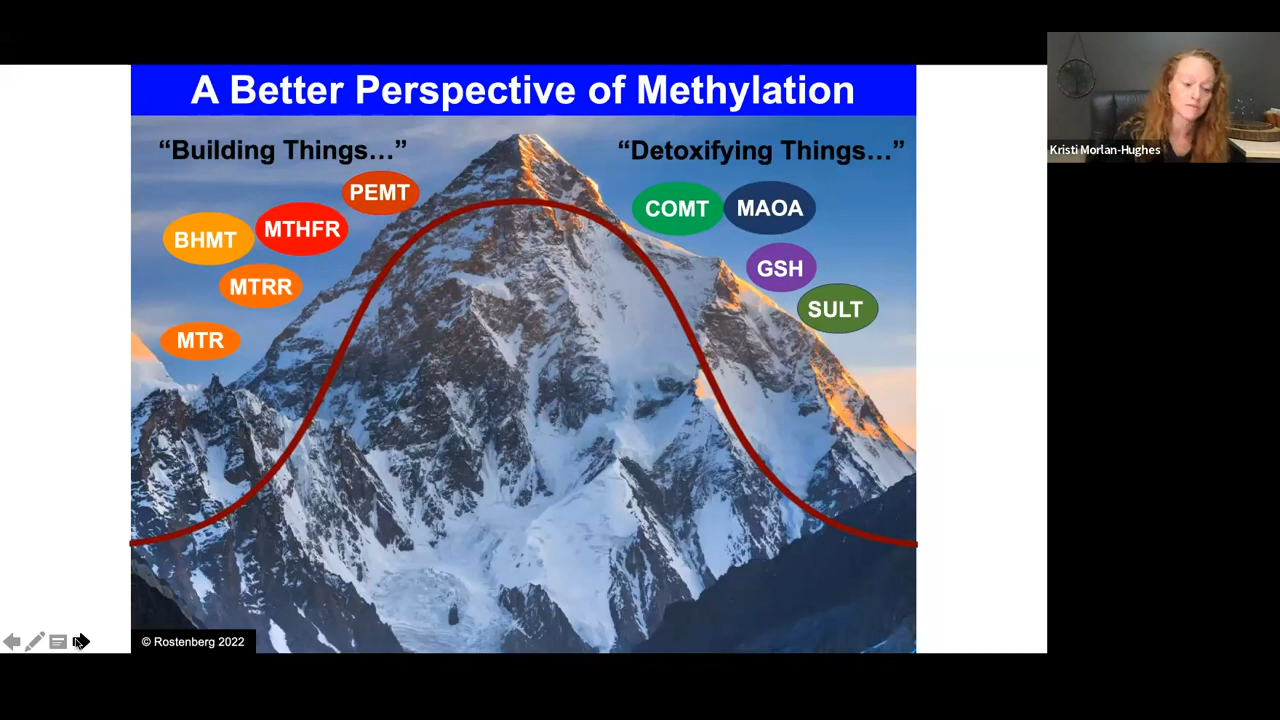 A Better Perspective of Methylation
“Building Things…”
“Detoxifying Things…”
PEMT
BHMT
MTHFR
MTRR
MTR
COMT
MAOA
GSH
SULT
© Rostenberg 2022
Kristi Morlan-Hughes